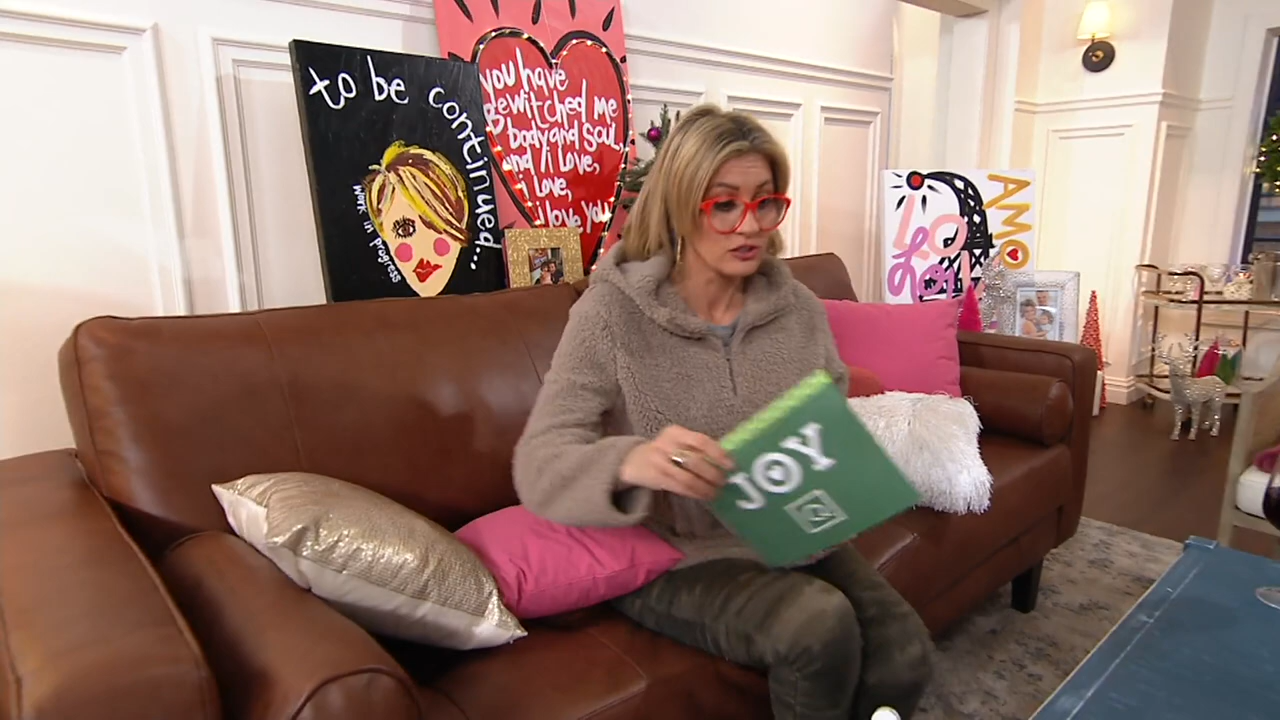 to be continued...
work in progress
you have
bewitched me
body and soul,
and i love,
i love,
i love you
AMO
JOY